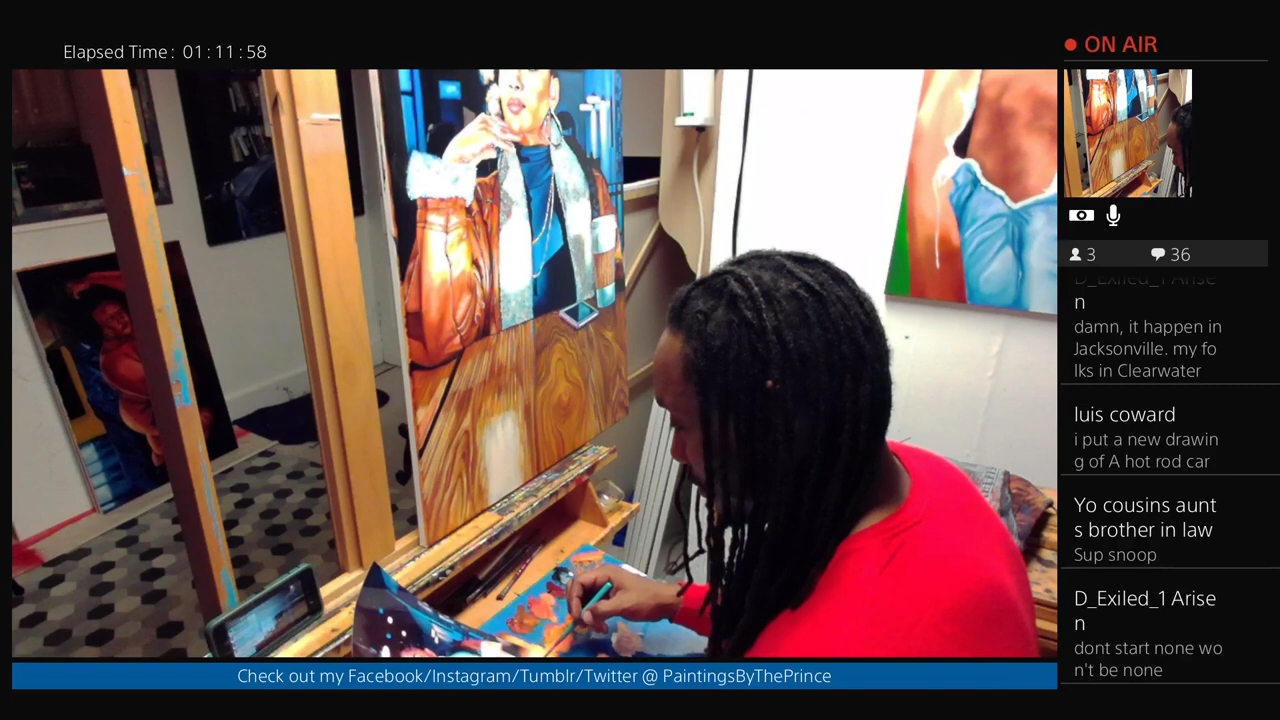 Elapsed Time: 01:11:58
ON AIR
3 36
D_Exiled_1 Arise
n
damn, it happen in
Jacksonville. my fo
lks in Clearwater
luis coward
i put a new drawin
g of A hot rod car
Yo cousins aunt
s brother in law
Sup snoop
D_Exiled_1 Arise
n
dont start none wo
n't be none
Check out my Facebook/Instagram/Tumblr/Twitter @ PaintingsByThePrince